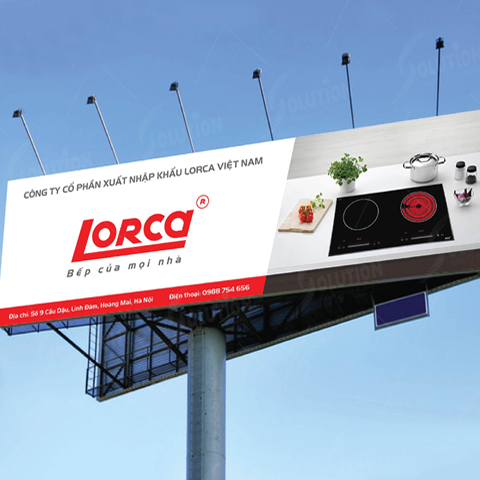 CÔNG TY CỔ PHẦN XUẤT NHẬP KHẨU LORCA VIỆT NAM
LORCA ®
Bếp của mọi nhà
Địa chỉ: Số 9 Cầu Dậu, Linh Đàm, Hoàng Mai, Hà Nội Điện thoại: 0988 754 656
SOLUTION